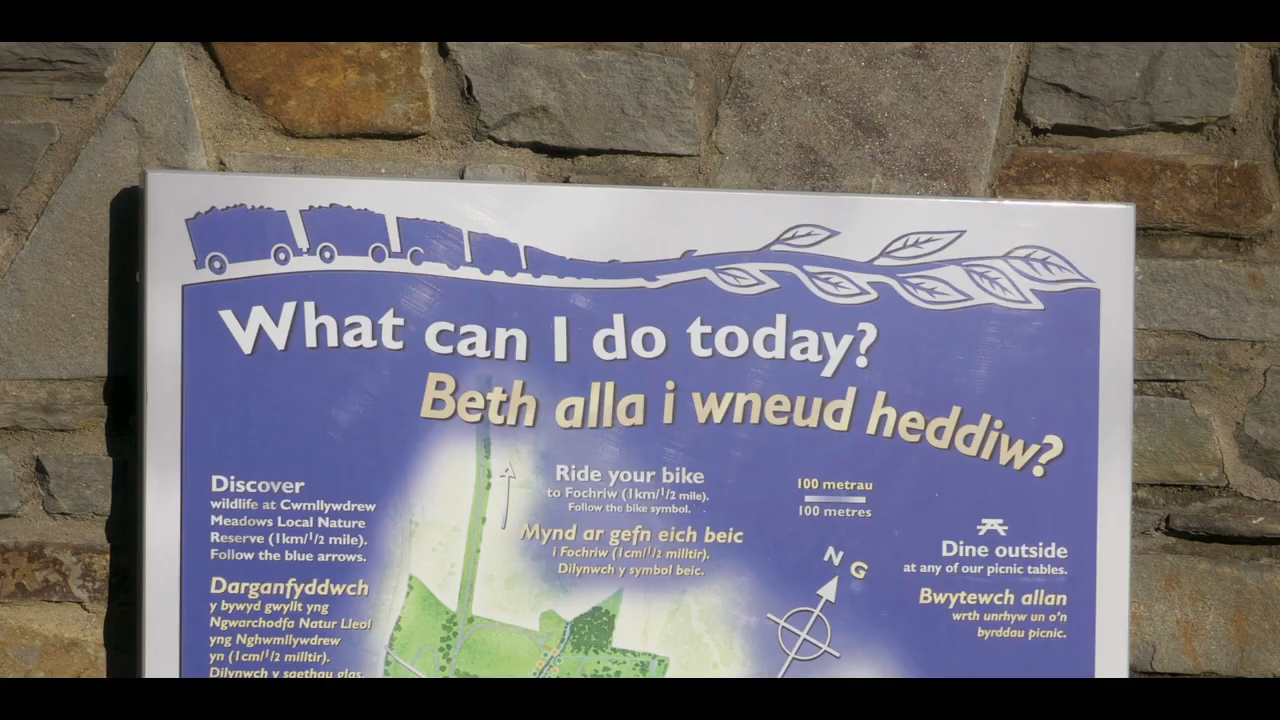 What can I do today?
Beth alla i wneud heddiw?
Discover
wildlife at Cwmllywdrew
Meadows Local Nature
Reserve (1km/1/2 mile).
Follow the blue arrows.
Darganfyddwch
y bywyd gwyllt yng
Ngwarchodfa Natur Lleol
yng Nghwmllywdrew
yn (1cm/1/2 milltir).
Dilynwch y saethau glas.
Ride your bike
to Fochriw (1km/1/2 mile).
Follow the bike symbol.
Mynd ar gefn eich beic
i Fochriw (1cm/1/2 milltir).
Dilynwch y symbol beic.
100 metrau
100 metres
N G
Dine outside
at any of our picnic tables.
Bwytewch allan
wrth unrhyw un o'n
byrddau picnic.